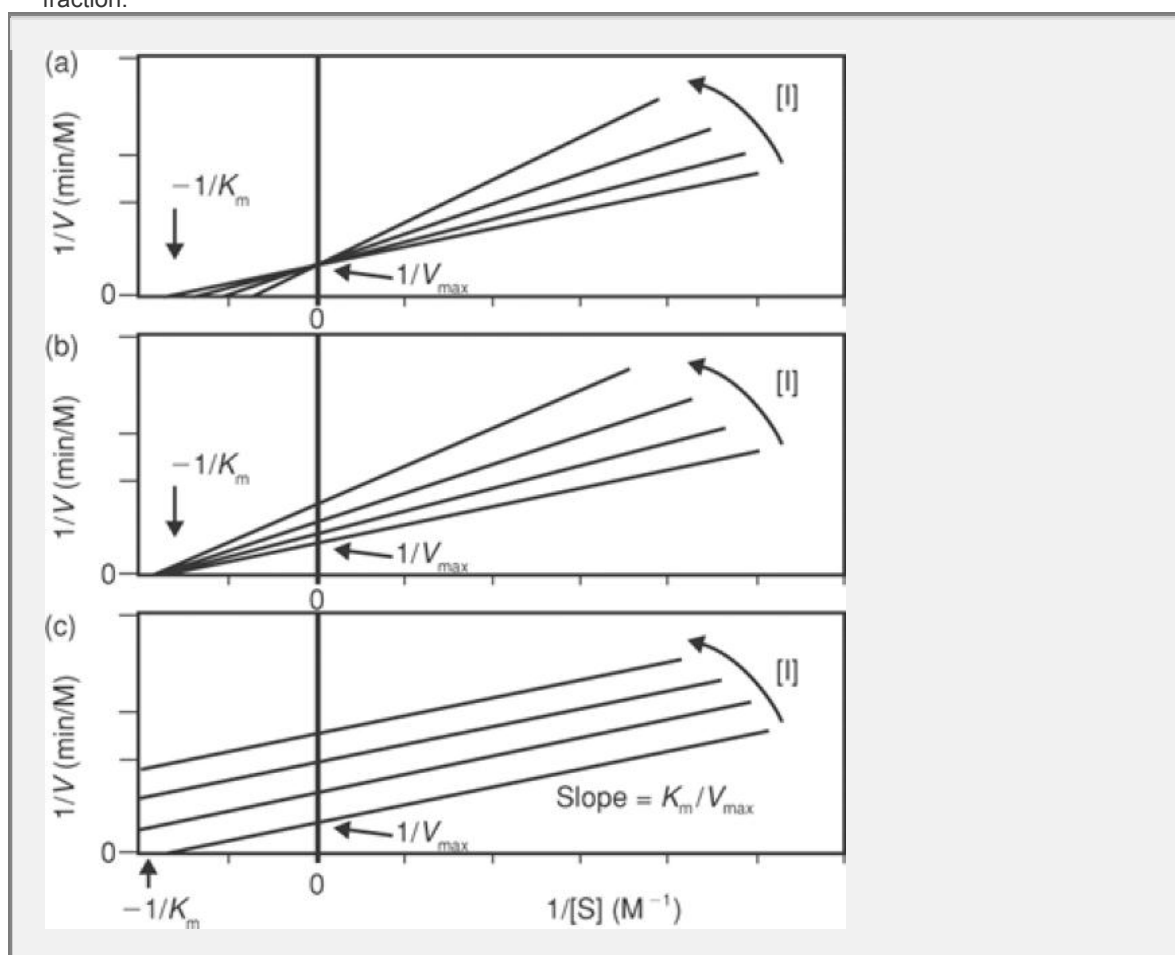 fraction.
(a)
1/V (min/M)
[I]
−1/Kₘ
1/Vₘₐₓ
0
0
(b)
1/V (min/M)
[I]
−1/Kₘ
1/Vₘₐₓ
0
0
(c)
1/V (min/M)
[I]
Slope = Kₘ/Vₘₐₓ
1/Vₘₐₓ
0
0
−1/Kₘ
1/[S] (M⁻¹)